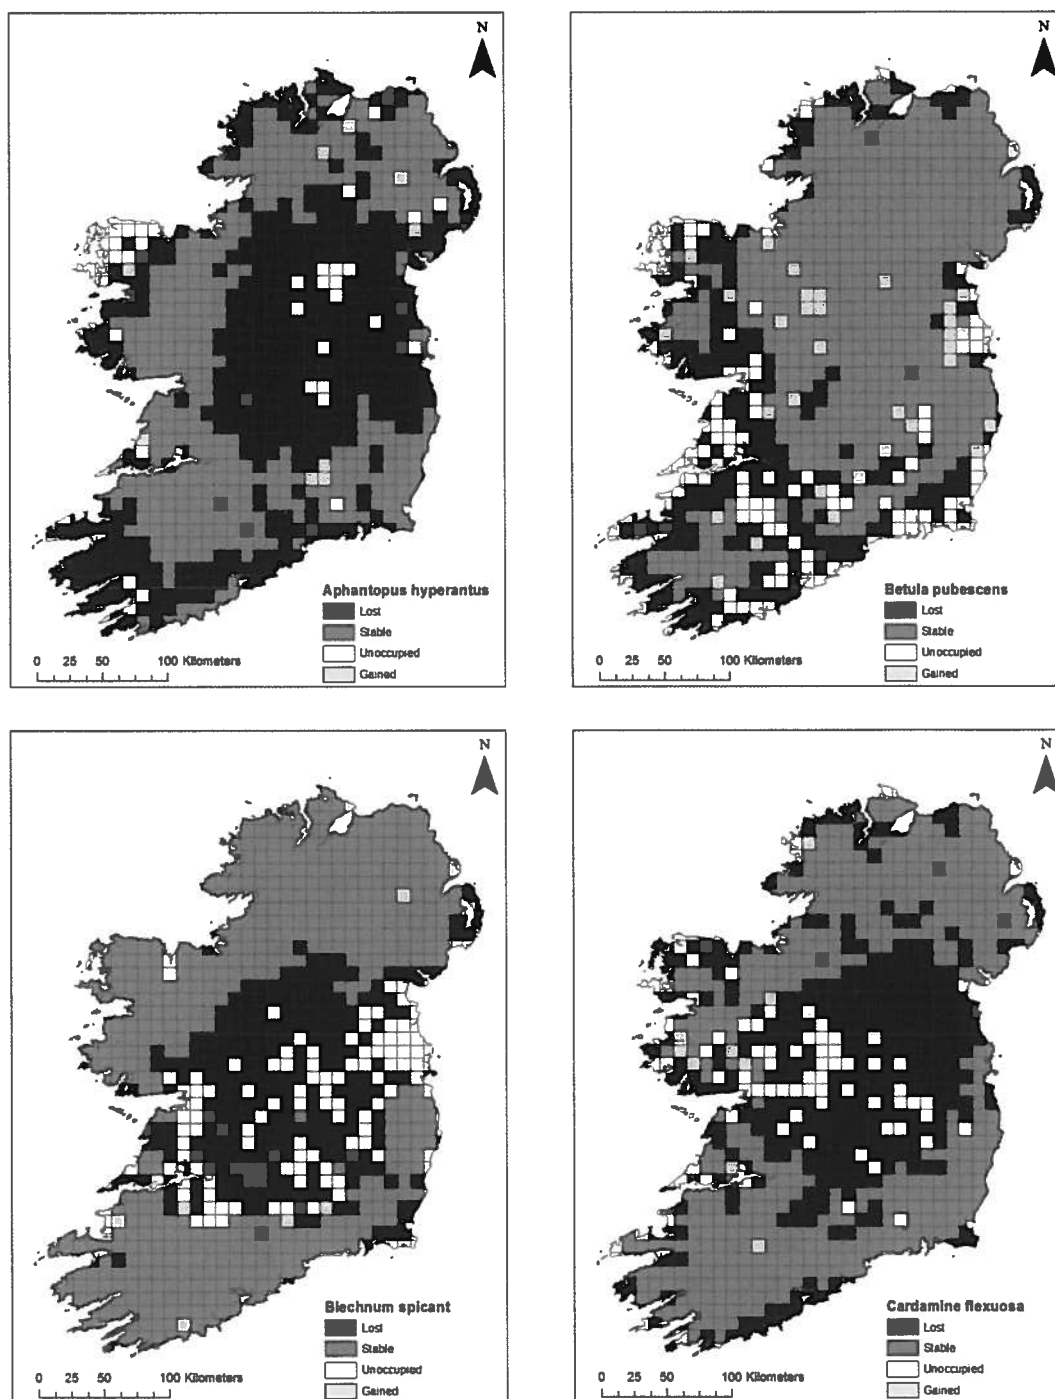 N
Aphantopus hyperantus
Lost
Stable
Unoccupied
Gained
0 25 50 100 Kilometers
N
Betula pubescens
Lost
Stable
Unoccupied
Gained
0 25 50 100 Kilometers
N
Blechnum spicant
Lost
Stable
Unoccupied
Gained
0 25 50 100 Kilometers
N
Cardamine flexuosa
Lost
Stable
Unoccupied
Gained
0 25 50 100 Kilometers